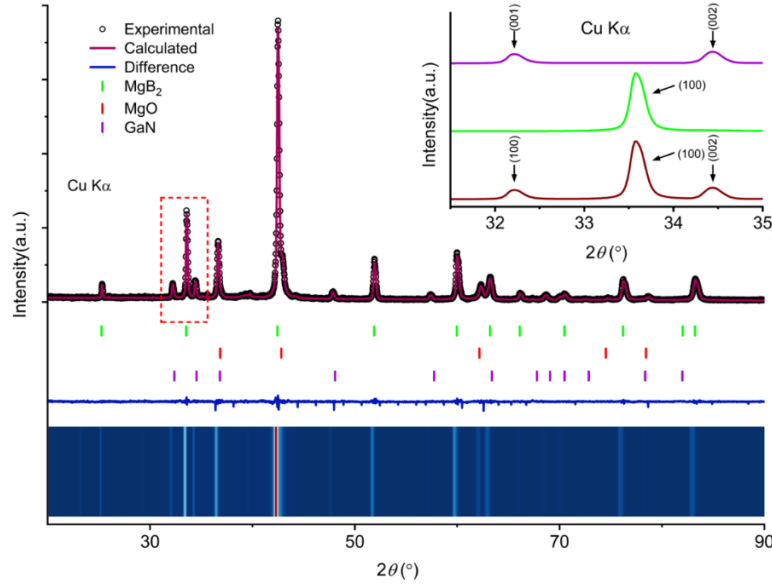 Experimental
Calculated
Difference
MgB₂
MgO
GaN
Cu Kα
Intensity(a.u.)
30
50
70
90
2θ(°)
Cu Kα
(001)
(002)
(100)
(100)
(100)
(002)
Intensity(a.u.)
32
33
34
35
2θ(°)